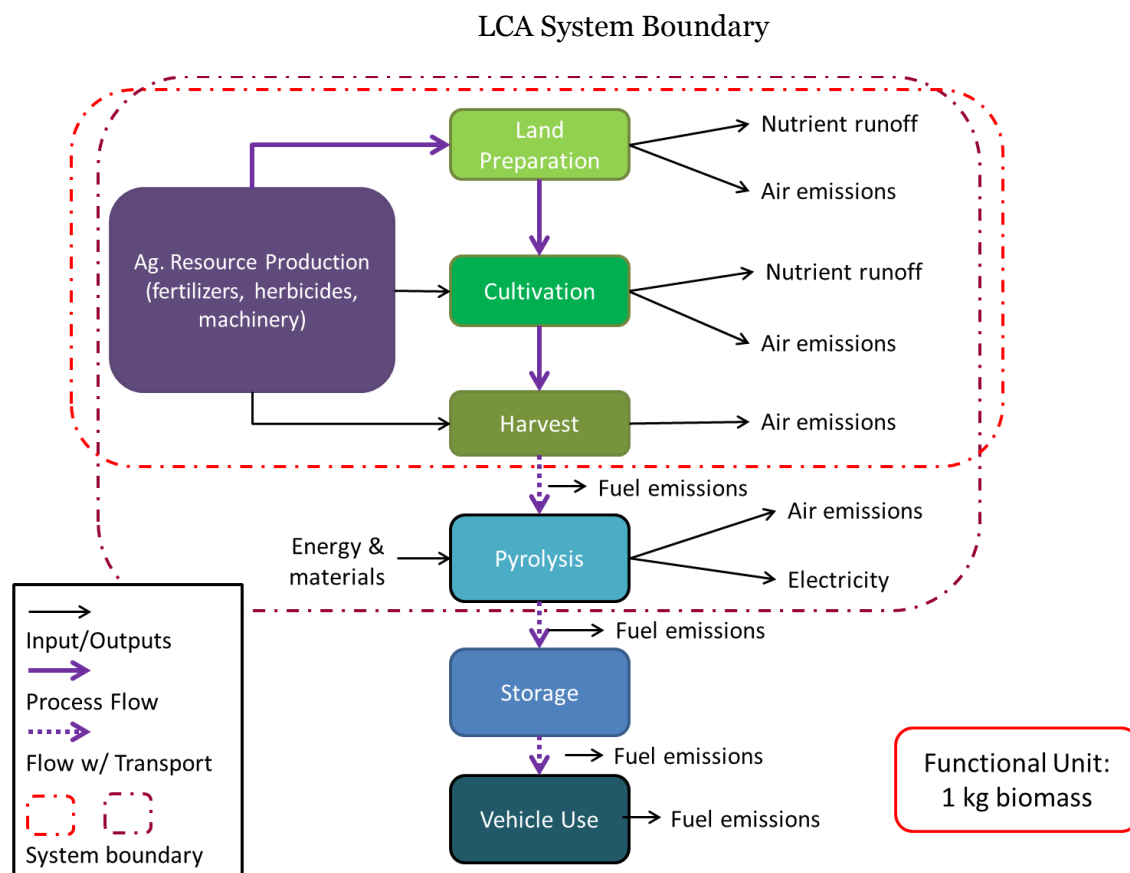 LCA System Boundary
Land
Preparation
Nutrient runoff
Air emissions
Ag. Resource Production
(fertilizers, herbicides,
machinery)
Cultivation
Nutrient runoff
Air emissions
Harvest
Air emissions
Fuel emissions
Energy &
materials
Pyrolysis
Air emissions
Electricity
Fuel emissions
Storage
Fuel emissions
Vehicle Use
Fuel emissions
Input/Outputs
Process Flow
Flow w/ Transport
System boundary
Functional Unit:
1 kg biomass